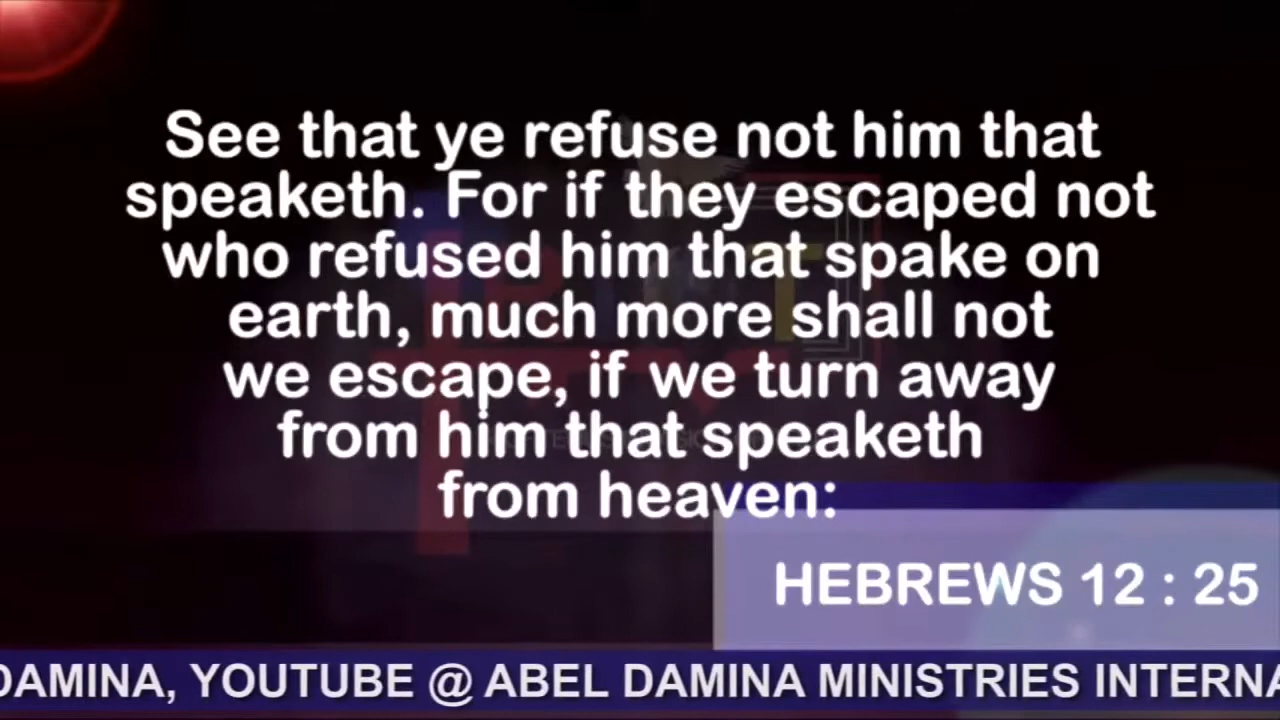 See that ye refuse not him that
speaketh. For if they escaped not
who refused him that spake on
earth, much more shall not
we escape, if we turn away
from him that speaketh
from heaven:
HEBREWS 12 : 25
DAMINA, YOUTUBE @ ABEL DAMINA MINISTRIES INTERNA